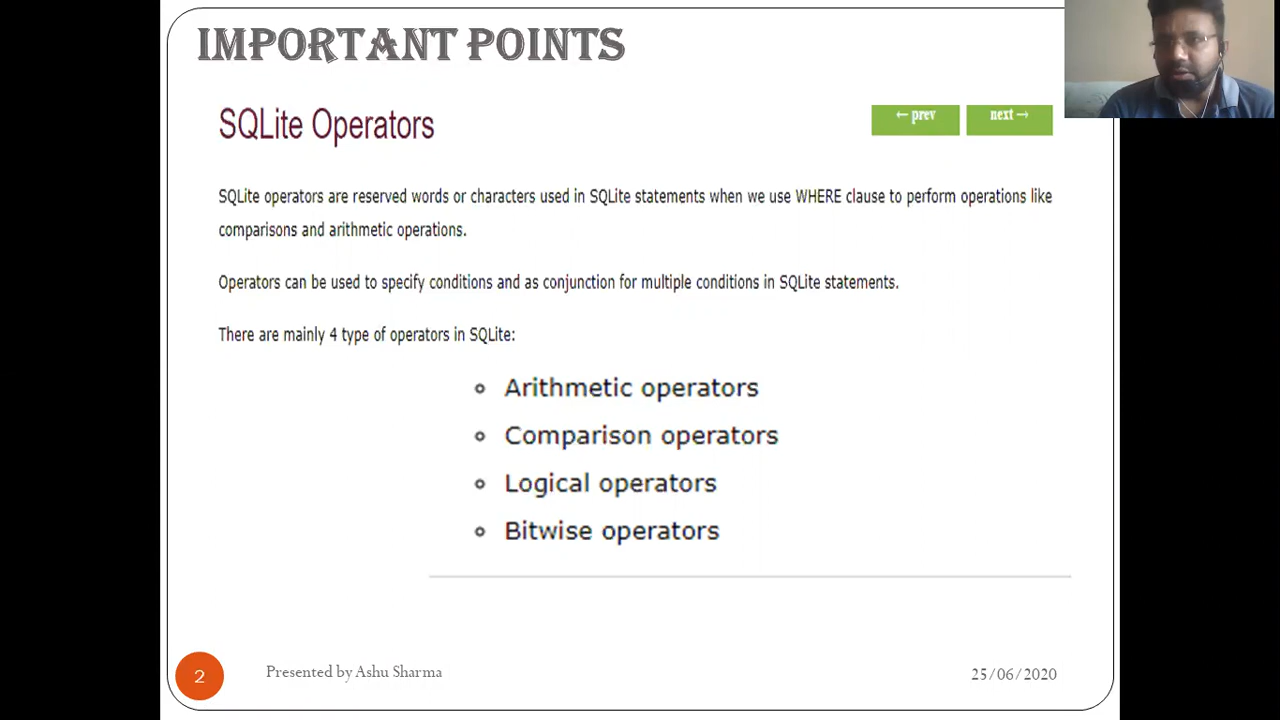 IMPORTANT POINTS
SQLite Operators
← prev
next →
SQLite operators are reserved words or characters used in SQLite statements when we use WHERE clause to perform operations like
comparisons and arithmetic operations.
Operators can be used to specify conditions and as conjunction for multiple conditions in SQLite statements.
There are mainly 4 type of operators in SQLite:
Arithmetic operators
Comparison operators
Logical operators
Bitwise operators
2
Presented by Ashu Sharma
25/06/2020